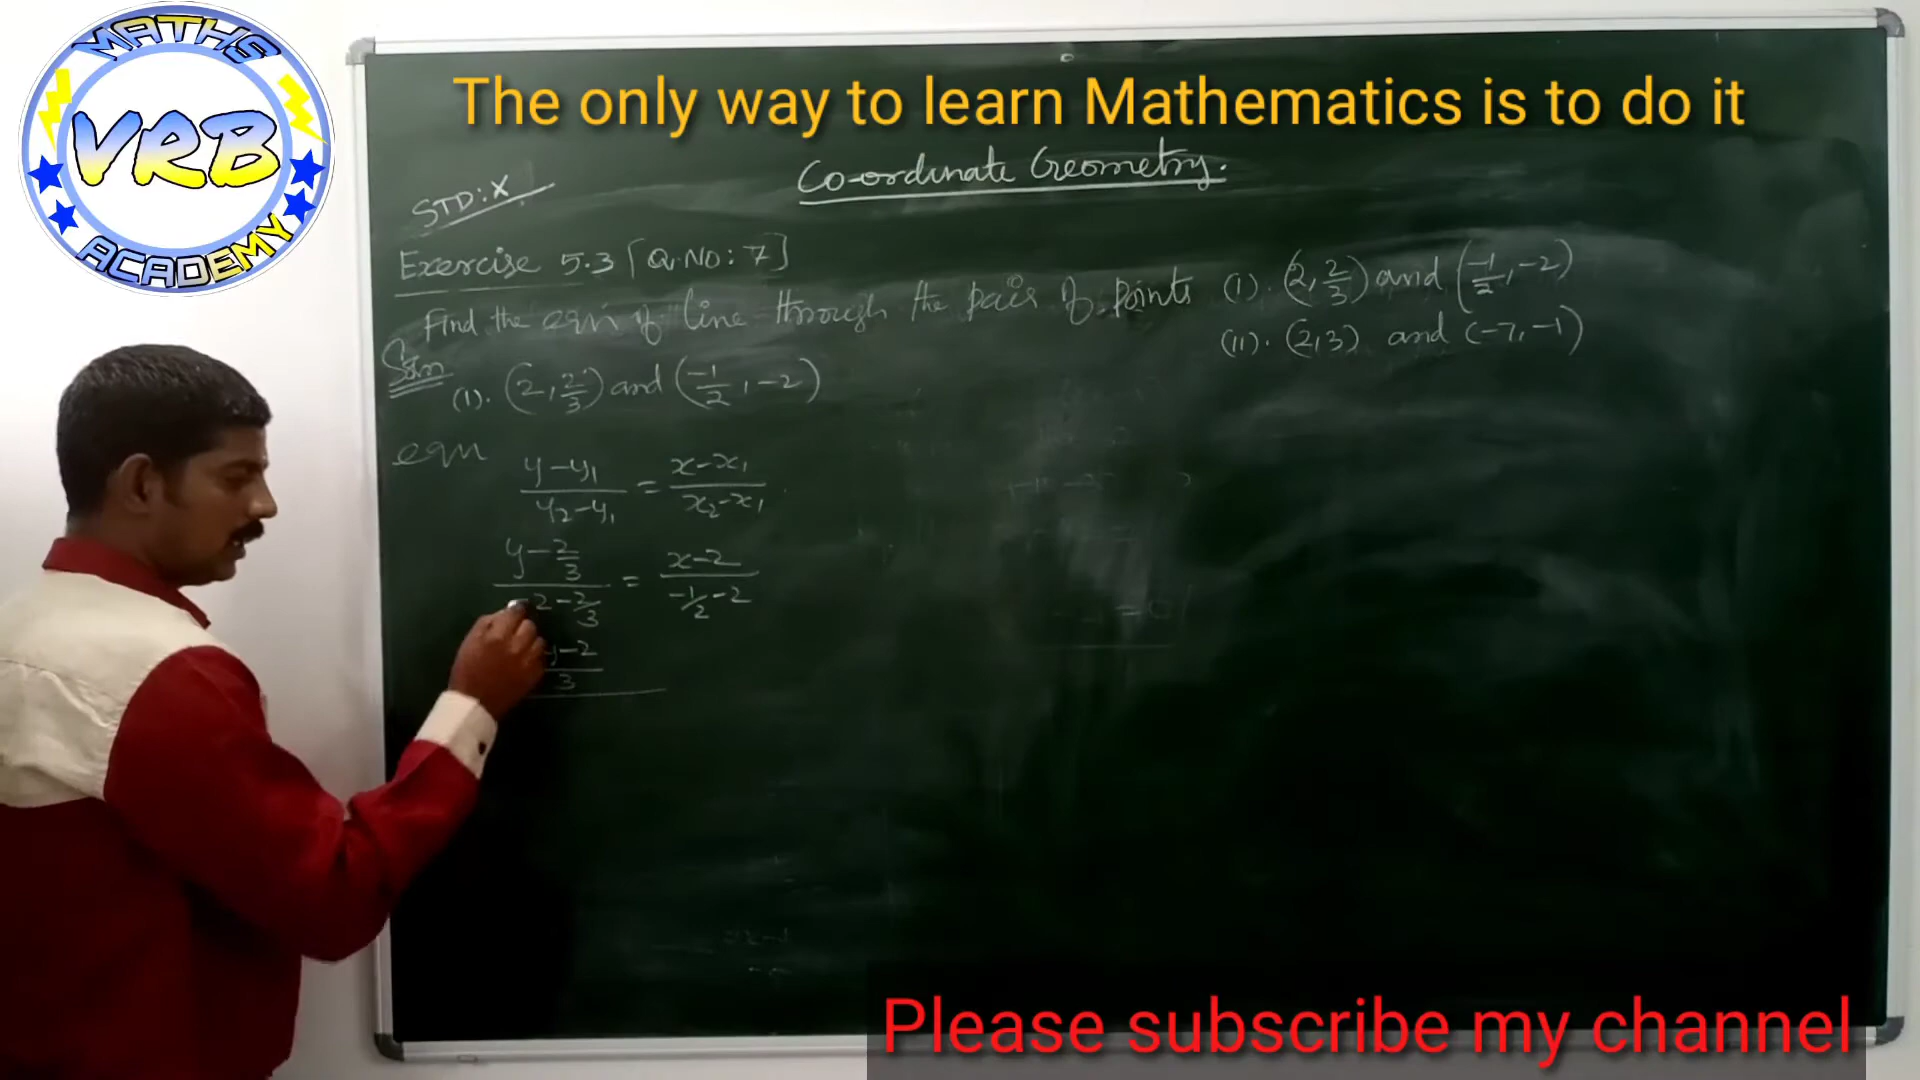 MATHS
VRB
ACADEMY
The only way to learn Mathematics is to do it
Co-ordinate Geometry.
STD: X
Exercise 5.3 [Q.NO: 7]
Find the eqn of line through the pair of points (i). (2, 2/3) and (-1/2, -2)
(ii). (2,3) and (-7,-1)
Soln
(i). (2, 2/3) and (-1/2, -2)
eqn
y-y₁/y₂-y₁ = x-x₁/x₂-x₁
y-2/3 / -2-2/3 = x-2 / -1/2-2
y-2/3
Please subscribe my channel